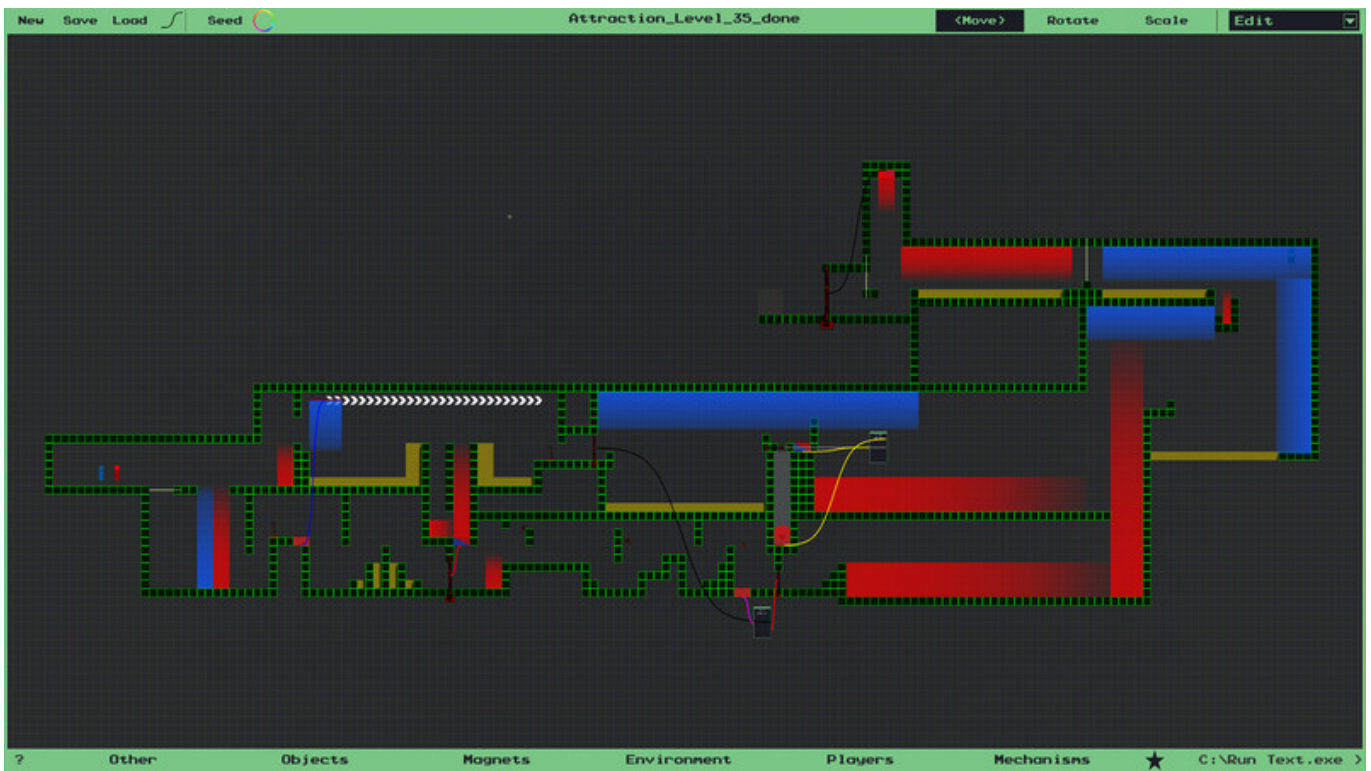 New Save Load Seed Attraction_Level_35_done <Move> Rotate Scale Edit
? Other Objects Magnets Environment Players Mechanisms ★ C:\Run Text.exe >